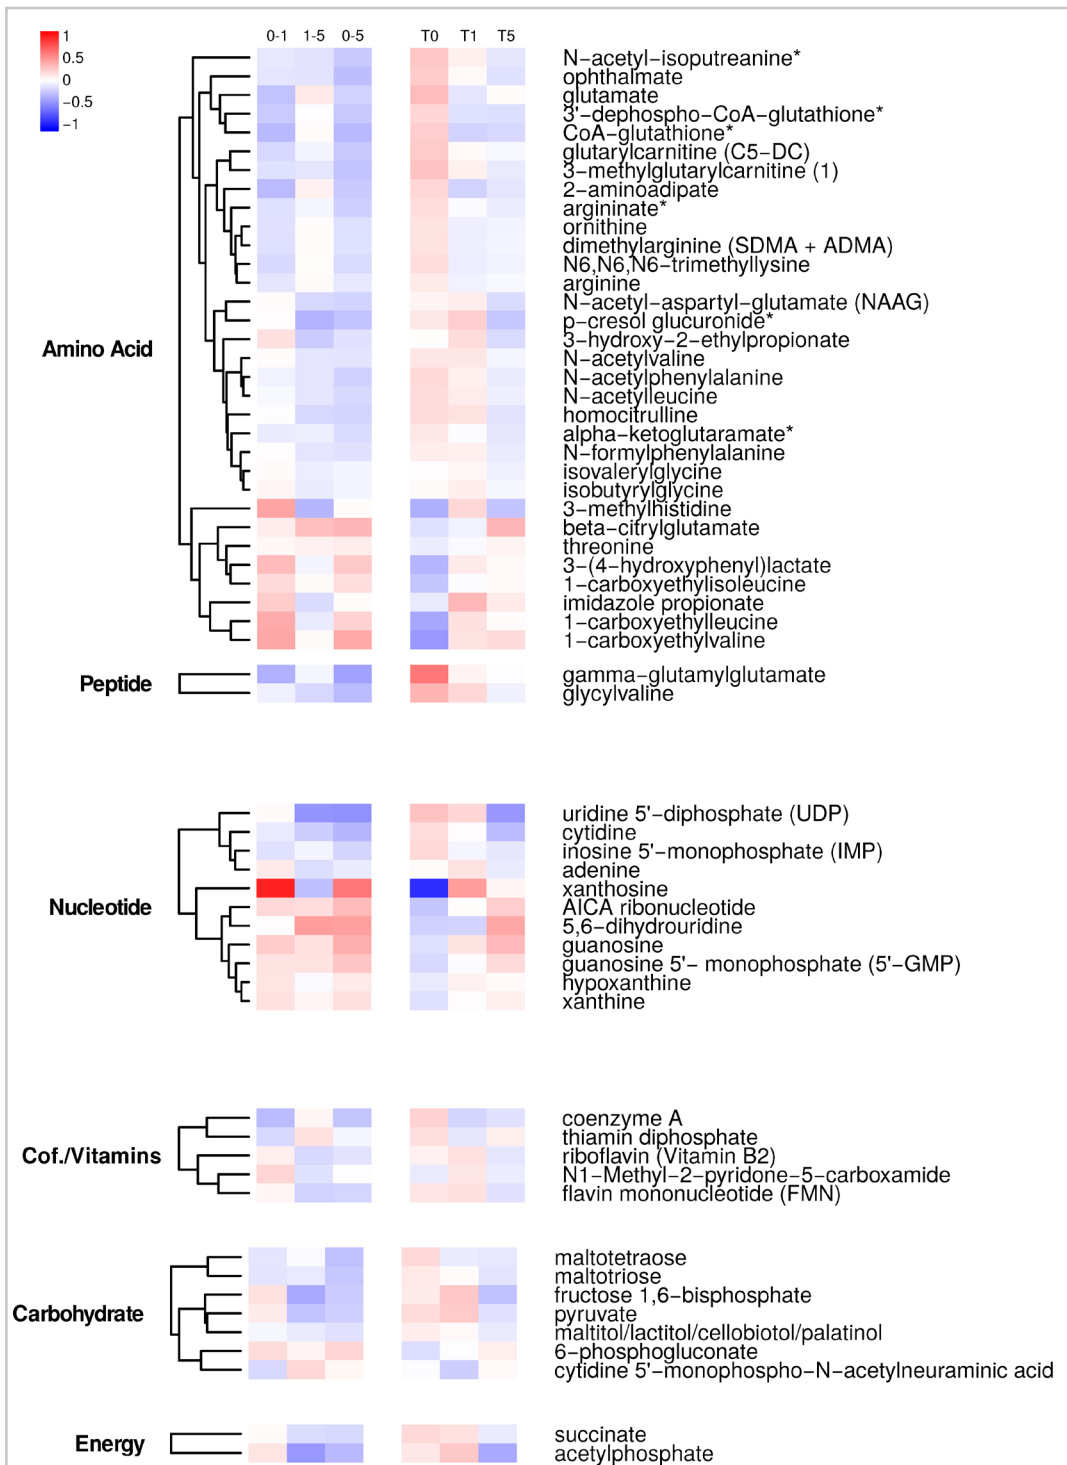 0-1 1-5 0-5 T0 T1 T5
1
0.5
0
−0.5
−1
N−acetyl−isoputreanine*
ophthalmate
glutamate
3'−dephospho−CoA−glutathione*
CoA−glutathione*
glutarylcarnitine (C5−DC)
3−methylglutarylcarnitine (1)
2−aminoadipate
argininate*
ornithine
dimethylarginine (SDMA + ADMA)
N6,N6,N6−trimethyllysine
arginine
N−acetyl−aspartyl−glutamate (NAAG)
p−cresol glucuronide*
3−hydroxy−2−ethylpropionate
Amino Acid
N−acetylvaline
N−acetylphenylalanine
N−acetylleucine
homocitrulline
alpha−ketoglutaramate*
N−formylphenylalanine
isovalerylglycine
isobutyrylglycine
3−methylhistidine
beta−citrylglutamate
threonine
3−(4−hydroxyphenyl)lactate
1−carboxyethylisoleucine
imidazole propionate
1−carboxyethylleucine
1−carboxyethylvaline
Peptide
gamma−glutamylglutamate
glycylvaline
uridine 5'−diphosphate (UDP)
cytidine
inosine 5'−monophosphate (IMP)
adenine
xanthosine
Nucleotide
AICA ribonucleotide
5,6−dihydrouridine
guanosine
guanosine 5'− monophosphate (5'−GMP)
hypoxanthine
xanthine
coenzyme A
thiamin diphosphate
Cof./Vitamins
riboflavin (Vitamin B2)
N1−Methyl−2−pyridone−5−carboxamide
flavin mononucleotide (FMN)
maltotetraose
maltotriose
fructose 1,6−bisphosphate
Carbohydrate
pyruvate
maltitol/lactitol/cellobiotol/palatinol
6−phosphogluconate
cytidine 5'−monophospho−N−acetylneuraminic acid
Energy
succinate
acetylphosphate